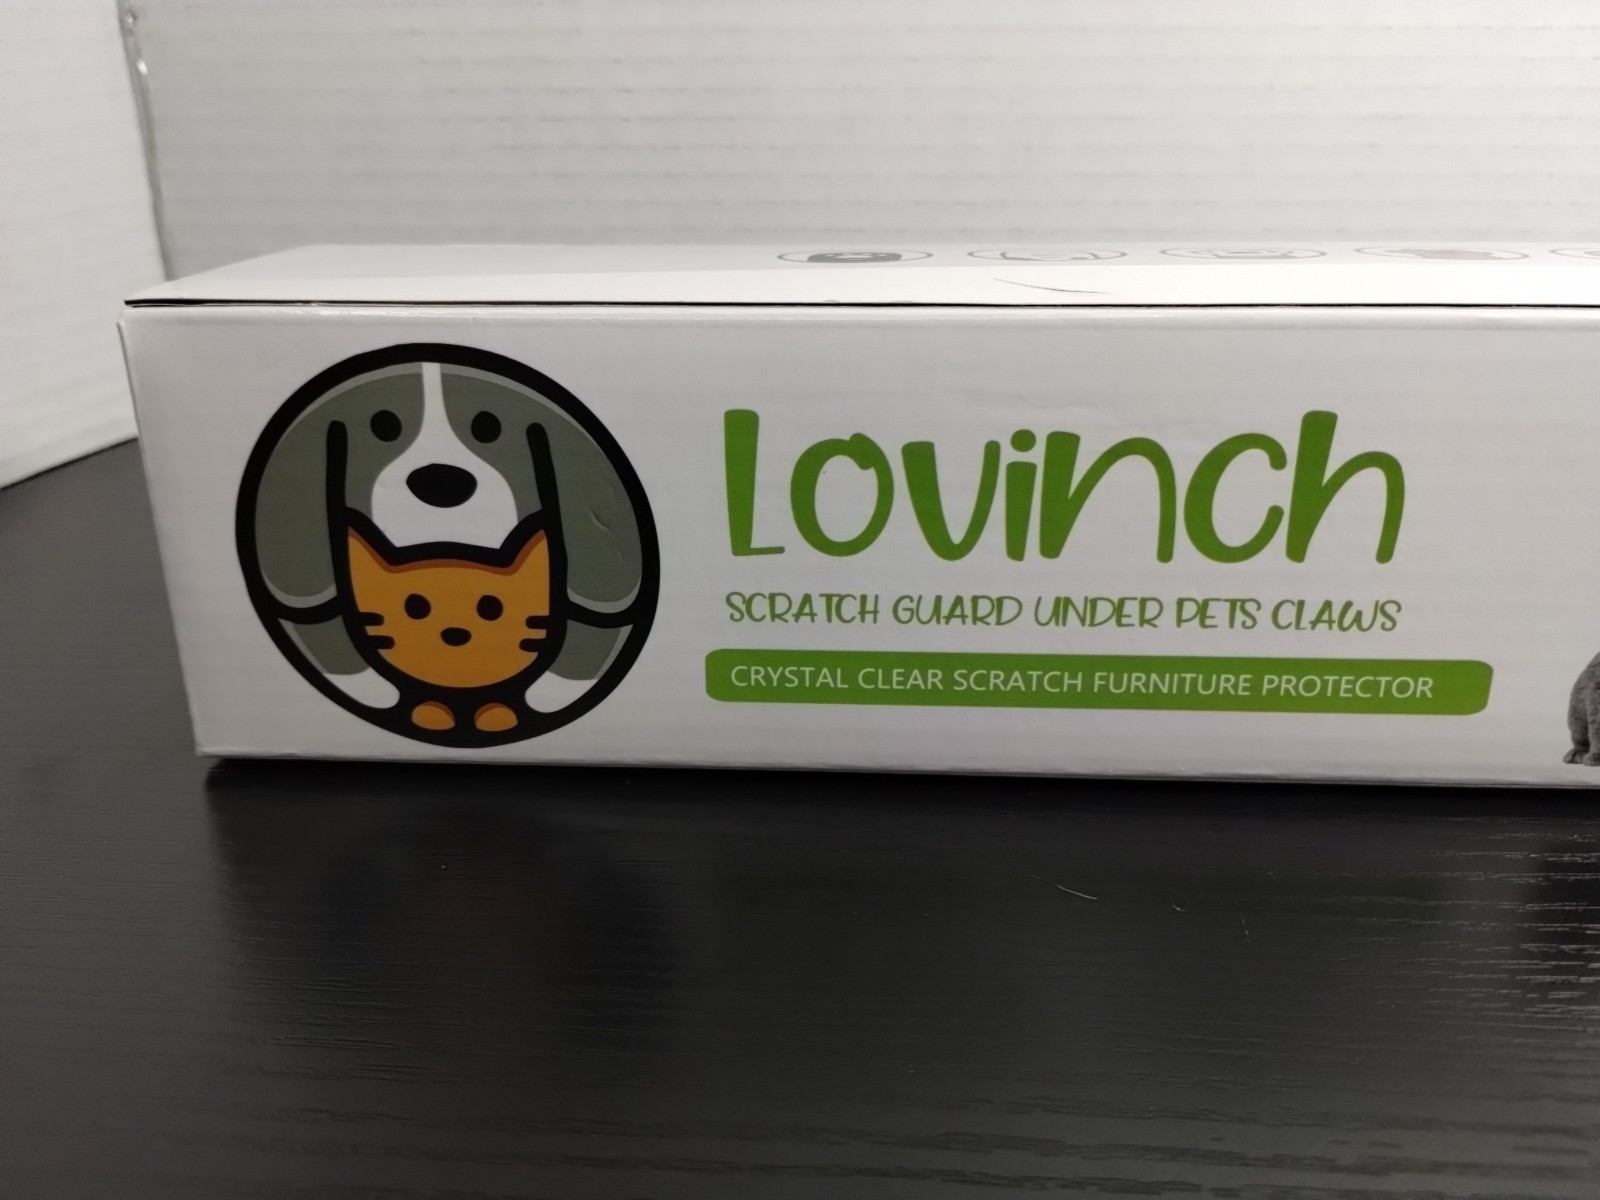 Lovinch
SCRATCH GUARD UNDER PETS CLAWS
CRYSTAL CLEAR SCRATCH FURNITURE PROTECTOR